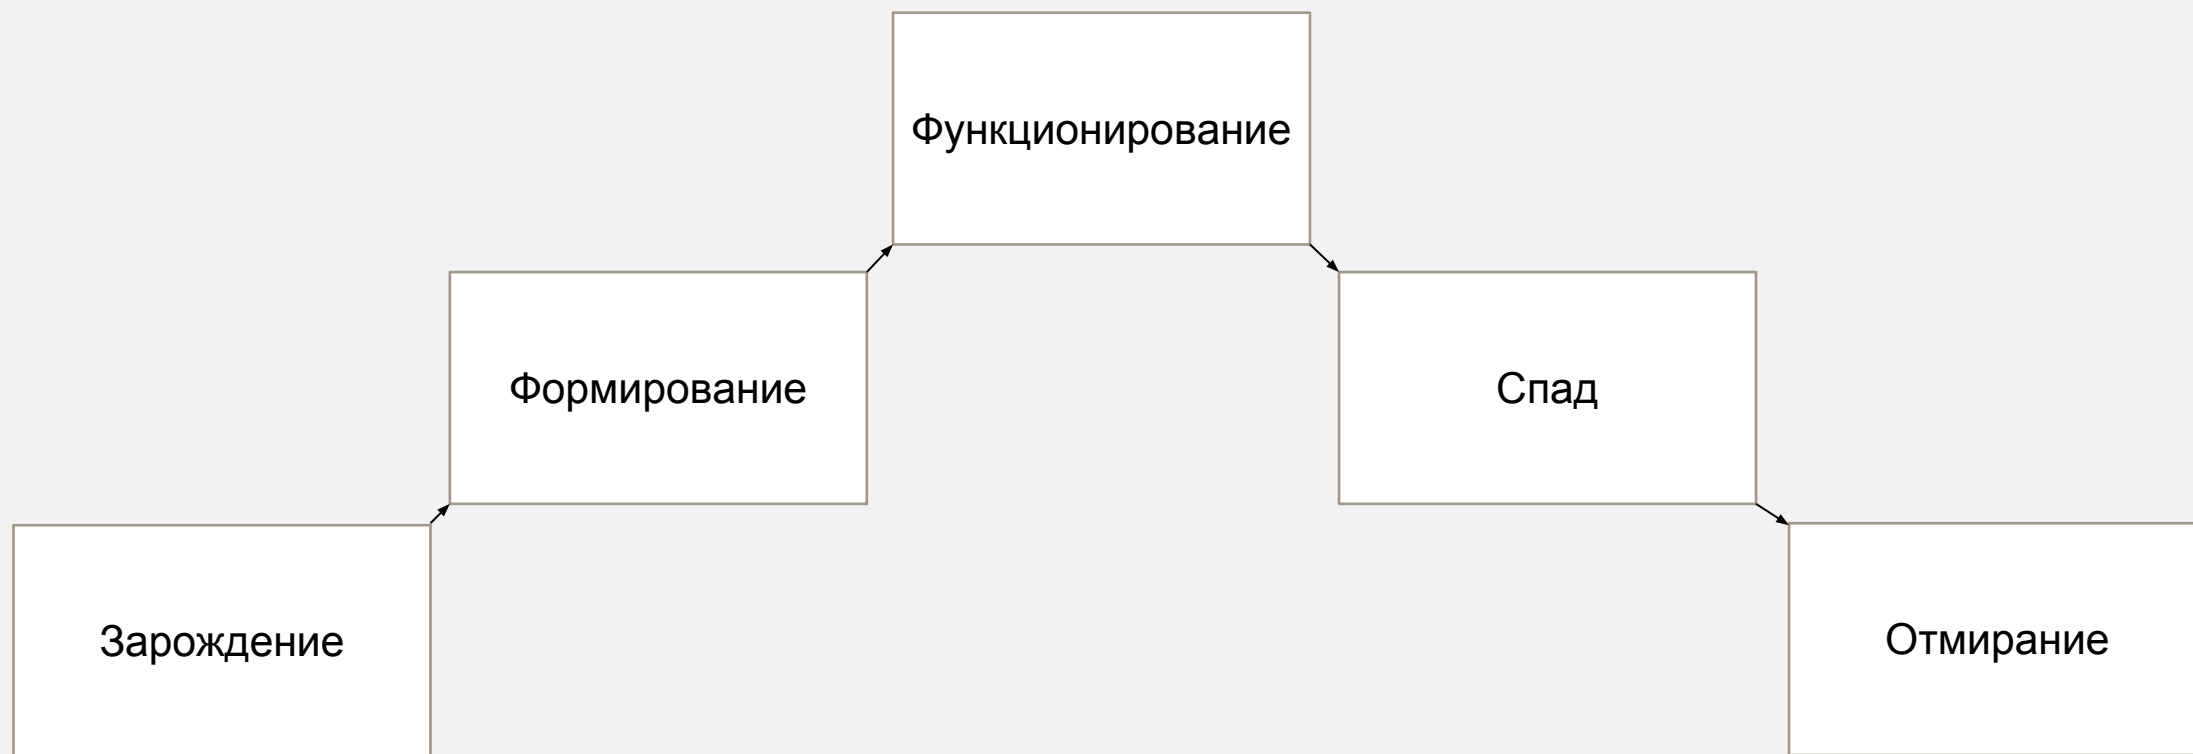 Зарождение
Формирование
Функционирование
Спад
Отмирание